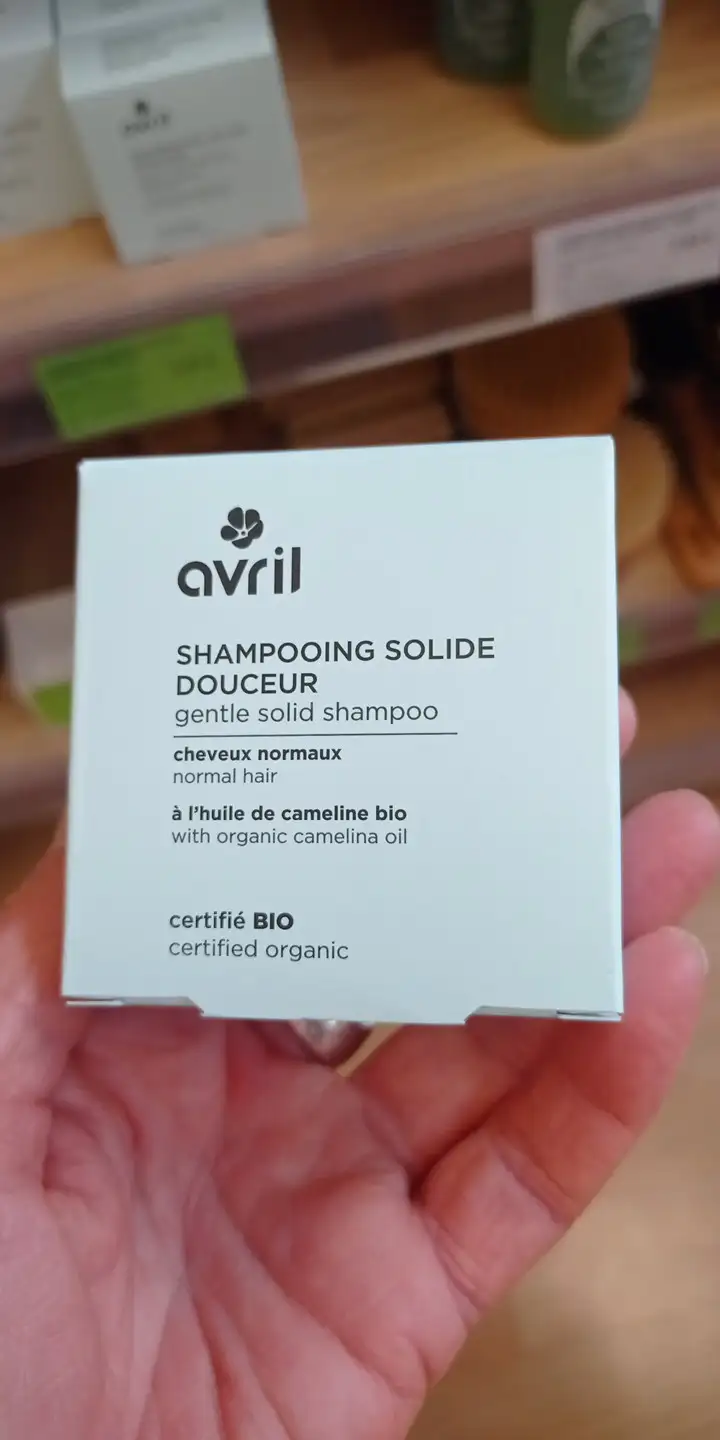 avril
avril
SHAMPOOING SOLIDE
DOUCEUR
gentle solid shampoo
cheveux normaux
normal hair
à l'huile de cameline bio
with organic camelina oil
certifié BIO
certified organic